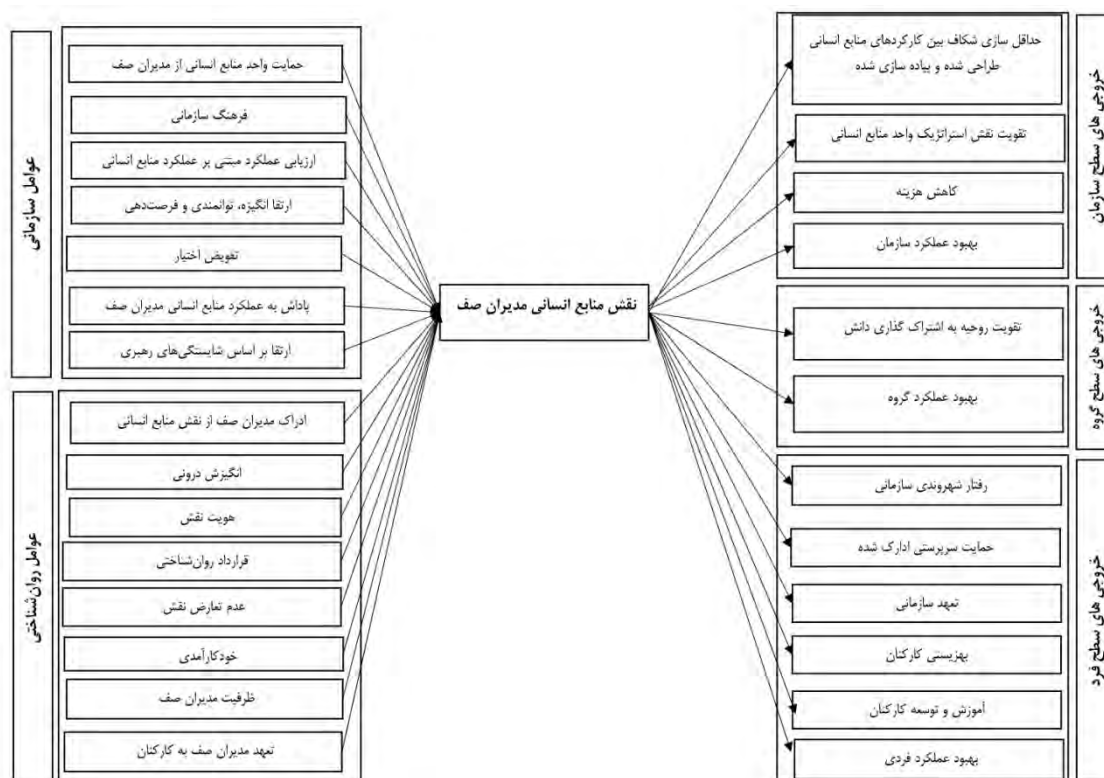 خروجی های سطح سازمان
حداقل سازی شکاف بین کارکردهای منابع انسانی
طراحی شده و پیاده سازی شده
تقویت نقش استراتژیک واحد منابع انسانی
کاهش هزینه
بهبود عملکرد سازمان
خروجی های سطح گروه
تقویت روحیه به اشتراک گذاری دانش
بهبود عملکرد گروه
خروجی های سطح فرد
رفتار شهروندی سازمانی
حمایت سرپرستی ادارک شده
تعهد سازمانی
بهزیستی کارکنان
آموزش و توسعه کارکنان
بهبود عملکرد فردی
نقش منابع انسانی مدیران صف
حمایت واحد منابع انسانی از مدیران صف
فرهنگ سازمانی
ارزیابی عملکرد مبتنی بر عملکرد منابع انسانی
ارتقا انگیزه، توانمندی و فرصت‌دهی
تفویض اختیار
پاداش به عملکرد منابع انسانی مدیران صف
ارتقا بر اساس شایستگی‌های رهبری
عوامل سازمانی
ادراک مدیران صف از نقش منابع انسانی
انگیزش درونی
هویت نقش
قرارداد روان‌شناختی
عدم تعارض نقش
خودکارآمدی
ظرفیت مدیران صف
تعهد مدیران صف به کارکنان
عوامل روان‌شناختی